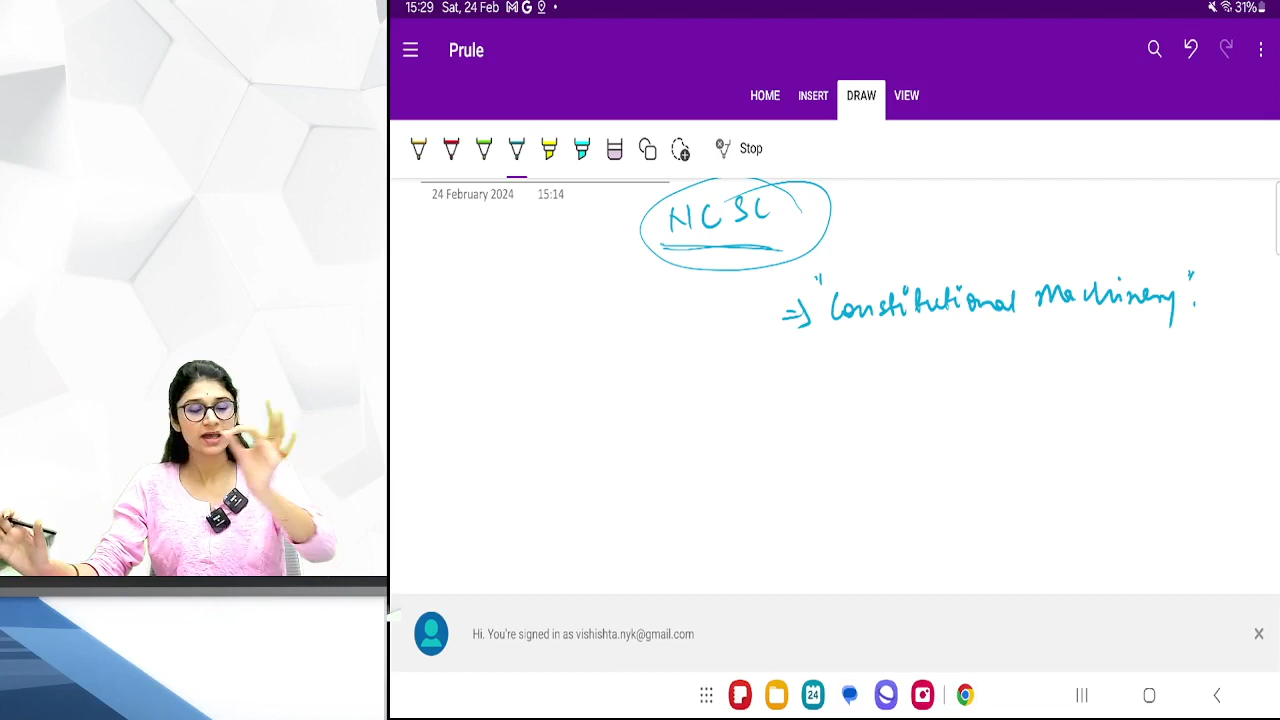 15:29 Sat, 24 Feb M G 31%
Prule
HOME INSERT DRAW VIEW
Stop
24 February 2024 15:14
NCSC
=> "Constitutional Machinery".
Hi. You're signed in as vishishta.nyk@gmail.com
24